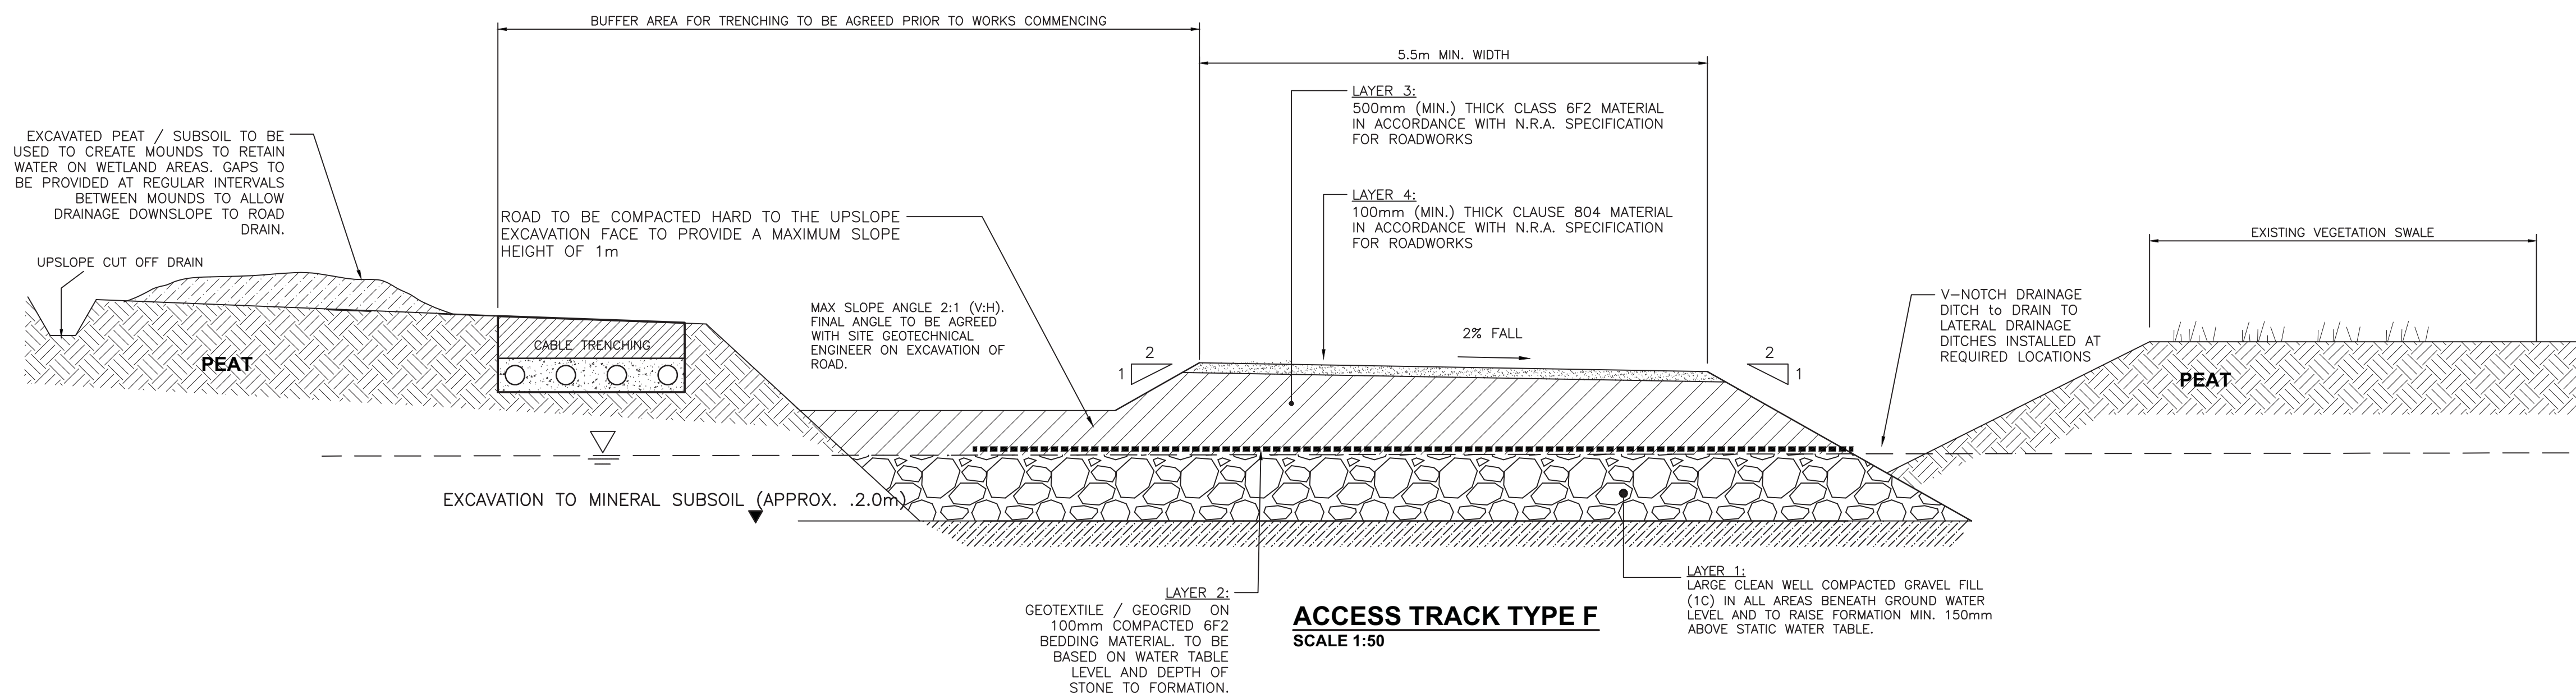 BUFFER AREA FOR TRENCHING TO BE AGREED PRIOR TO WORKS COMMENCING
5.5m MIN. WIDTH
EXCAVATED PEAT / SUBSOIL TO BE
USED TO CREATE MOUNDS TO RETAIN
WATER ON WETLAND AREAS. GAPS TO
BE PROVIDED AT REGULAR INTERVALS
BETWEEN MOUNDS TO ALLOW
DRAINAGE DOWNSLOPE TO ROAD
DRAIN.
UPSLOPE CUT OFF DRAIN
PEAT
CABLE TRENCHING
ROAD TO BE COMPACTED HARD TO THE UPSLOPE
EXCAVATION FACE TO PROVIDE A MAXIMUM SLOPE
HEIGHT OF 1m
MAX SLOPE ANGLE 2:1 (V:H).
FINAL ANGLE TO BE AGREED
WITH SITE GEOTECHNICAL
ENGINEER ON EXCAVATION OF
ROAD.
LAYER 3:
500mm (MIN.) THICK CLASS 6F2 MATERIAL
IN ACCORDANCE WITH N.R.A. SPECIFICATION
FOR ROADWORKS
LAYER 4:
100mm (MIN.) THICK CLAUSE 804 MATERIAL
IN ACCORDANCE WITH N.R.A. SPECIFICATION
FOR ROADWORKS
2
1
2% FALL
2
1
V-NOTCH DRAINAGE
DITCH to DRAIN TO
LATERAL DRAINAGE
DITCHES INSTALLED AT
REQUIRED LOCATIONS
EXISTING VEGETATION SWALE
PEAT
EXCAVATION TO MINERAL SUBSOIL (APPROX. .2.0m)
LAYER 2:
GEOTEXTILE / GEOGRID ON
100mm COMPACTED 6F2
BEDDING MATERIAL. TO BE
BASED ON WATER TABLE
LEVEL AND DEPTH OF
STONE TO FORMATION.
ACCESS TRACK TYPE F
SCALE 1:50
LAYER 1:
LARGE CLEAN WELL COMPACTED GRAVEL FILL
(1C) IN ALL AREAS BENEATH GROUND WATER
LEVEL AND TO RAISE FORMATION MIN. 150mm
ABOVE STATIC WATER TABLE.